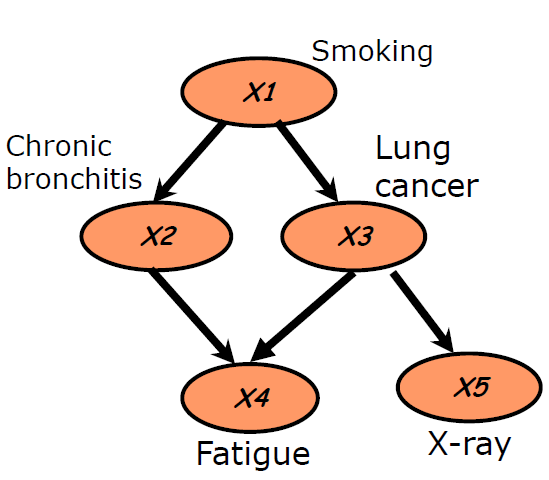 Smoking
X1
Chronic
bronchitis
Lung
cancer
X2
X3
X4
X5
Fatigue
X-ray